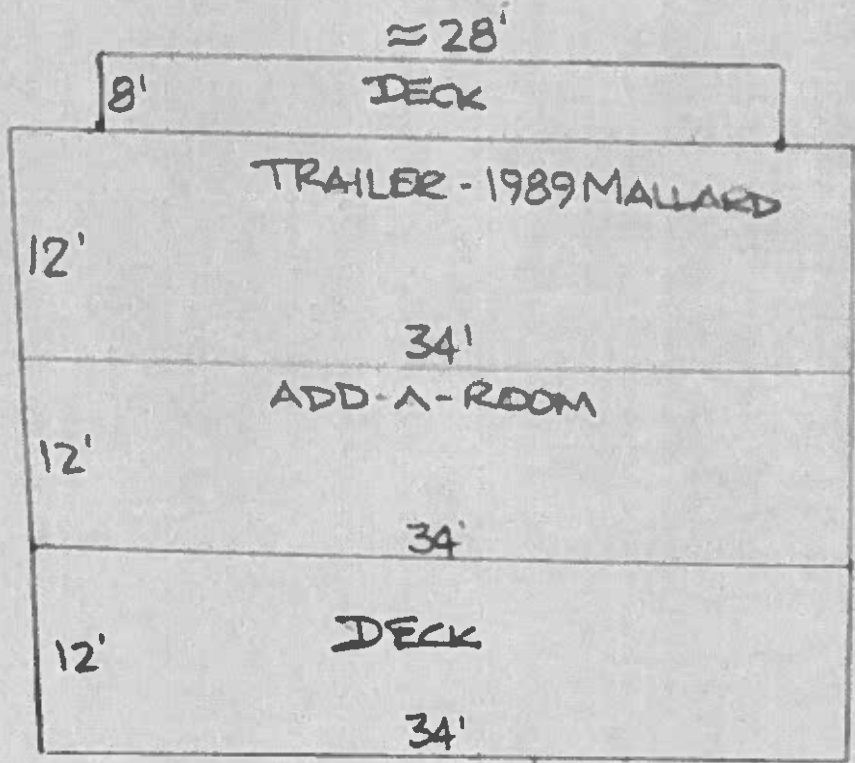 ≈ 28'
8' DECK
TRAILER - 1989 MALLARD
12'
34'
ADD-A-ROOM
12'
34'
DECK
12'
34'